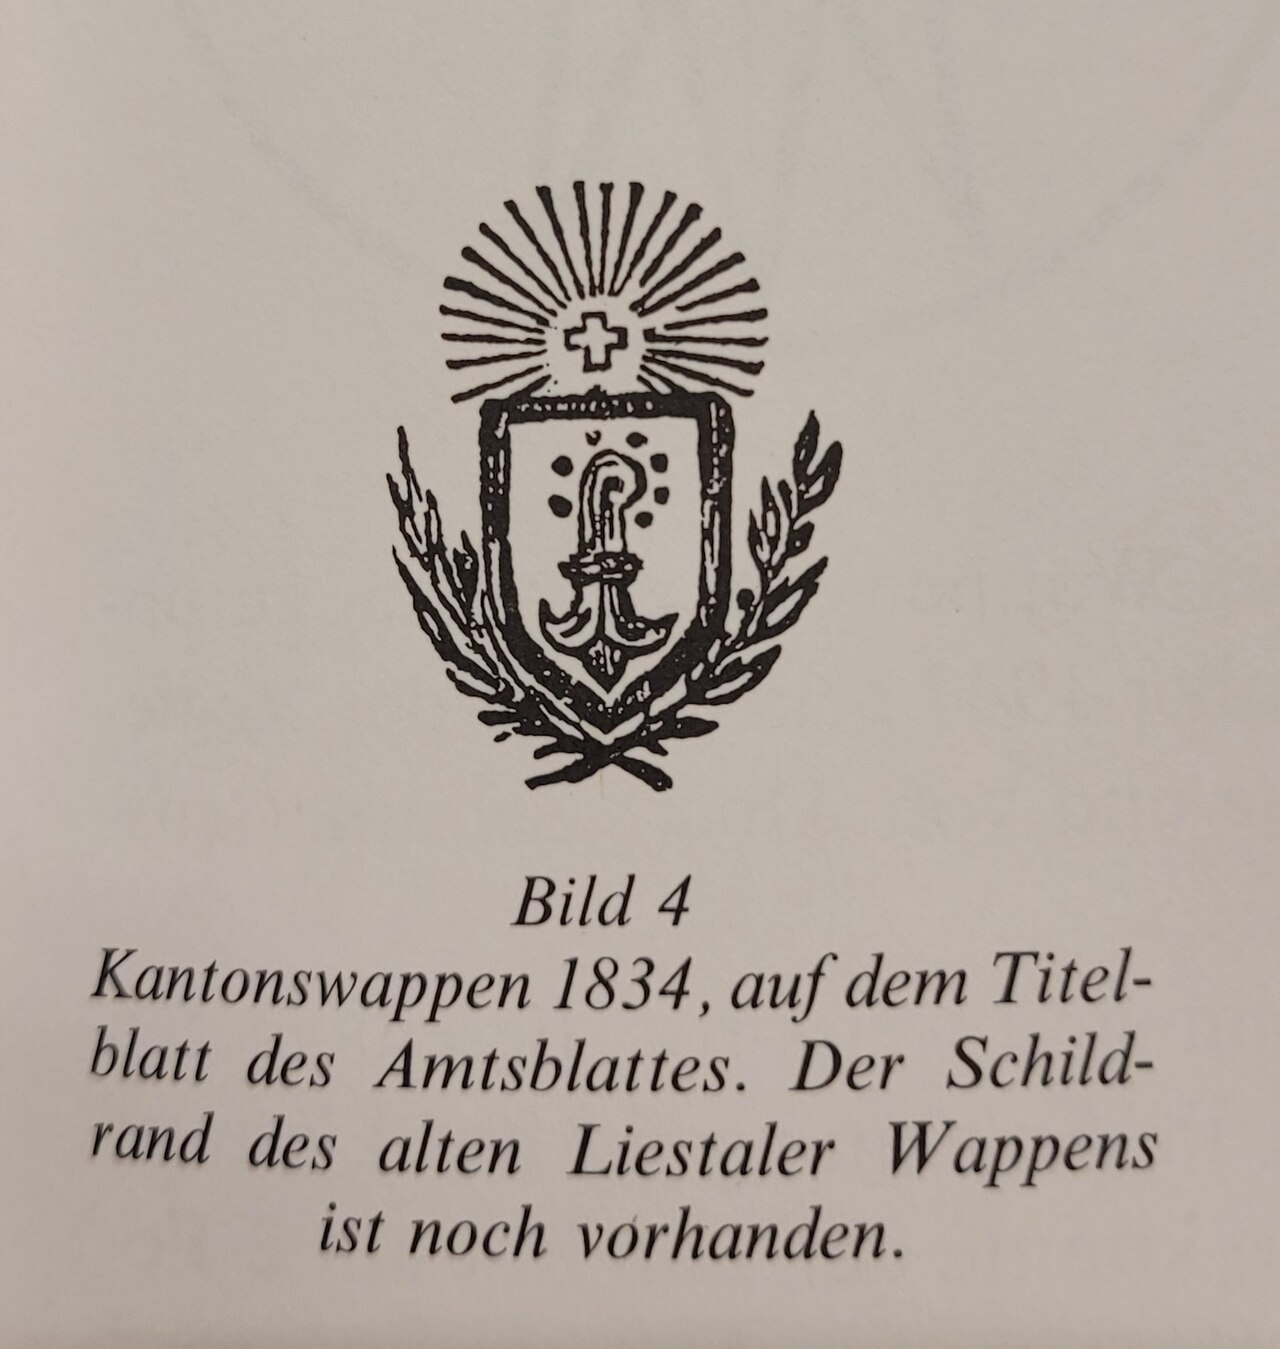 Bild 4
Kantonswappen 1834, auf dem Titel-
blatt des Amtsblattes. Der Schild-
rand des alten Liestaler Wappens
ist noch vorhanden.